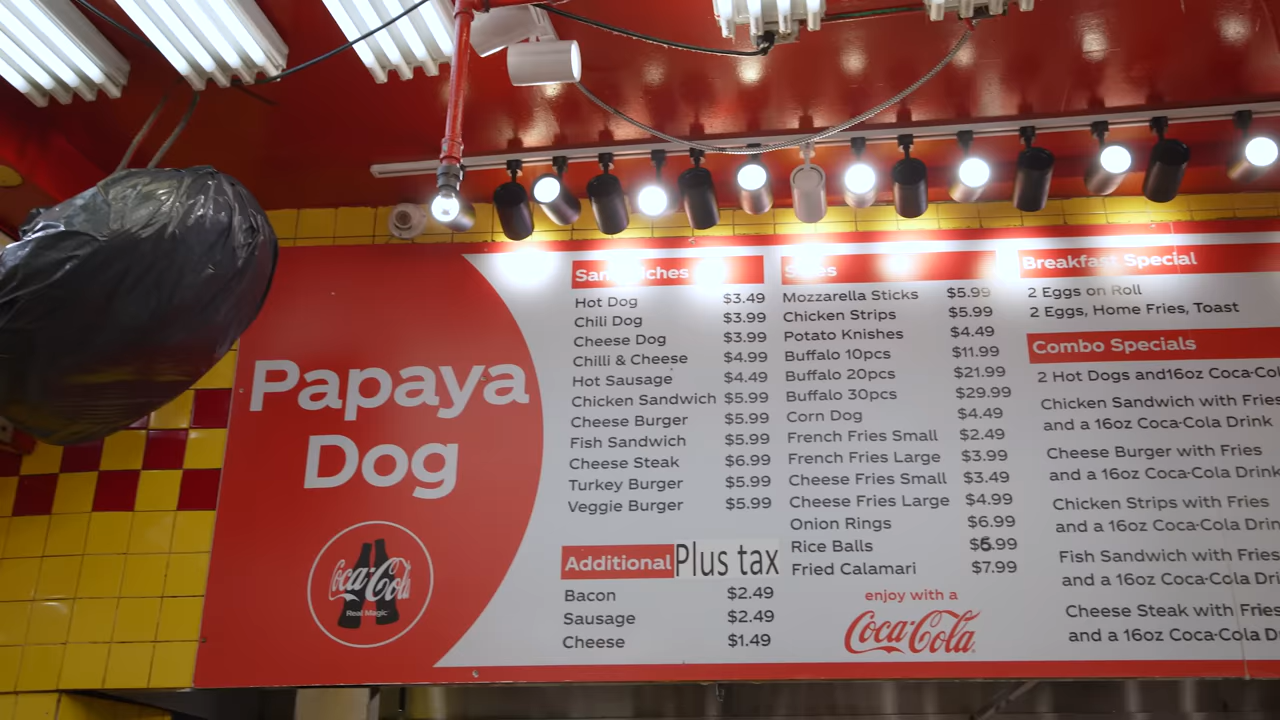 Papaya
Dog
Coca-Cola
Real Magic
Sandwiches
Hot Dog $3.49
Chili Dog $3.99
Cheese Dog $3.99
Chilli & Cheese $4.99
Hot Sausage $4.49
Chicken Sandwich $5.99
Cheese Burger $5.99
Fish Sandwich $5.99
Cheese Steak $6.99
Turkey Burger $5.99
Veggie Burger $5.99
Additional Plus tax
Bacon $2.49
Sausage $2.49
Cheese $1.49
Sides
Mozzarella Sticks $5.99
Chicken Strips $5.99
Potato Knishes $4.49
Buffalo 10pcs $11.99
Buffalo 20pcs $21.99
Buffalo 30pcs $29.99
Corn Dog $4.49
French Fries Small $2.49
French Fries Large $3.99
Cheese Fries Small $3.49
Cheese Fries Large $4.99
Onion Rings $6.99
Rice Balls $6.99
Fried Calamari $7.99
enjoy with a
Coca-Cola
Breakfast Special
2 Eggs on Roll
2 Eggs, Home Fries, Toast
Combo Specials
2 Hot Dogs and16oz Coca-Col
Chicken Sandwich with Fries
and a 16oz Coca-Cola Drink
Cheese Burger with Fries
and a 16oz Coca-Cola Drink
Chicken Strips with Fries
and a 16oz Coca-Cola Drin
Fish Sandwich with Fries
and a 16oz Coca-Cola Dri
Cheese Steak with Fries
and a 16oz Coca-Cola D